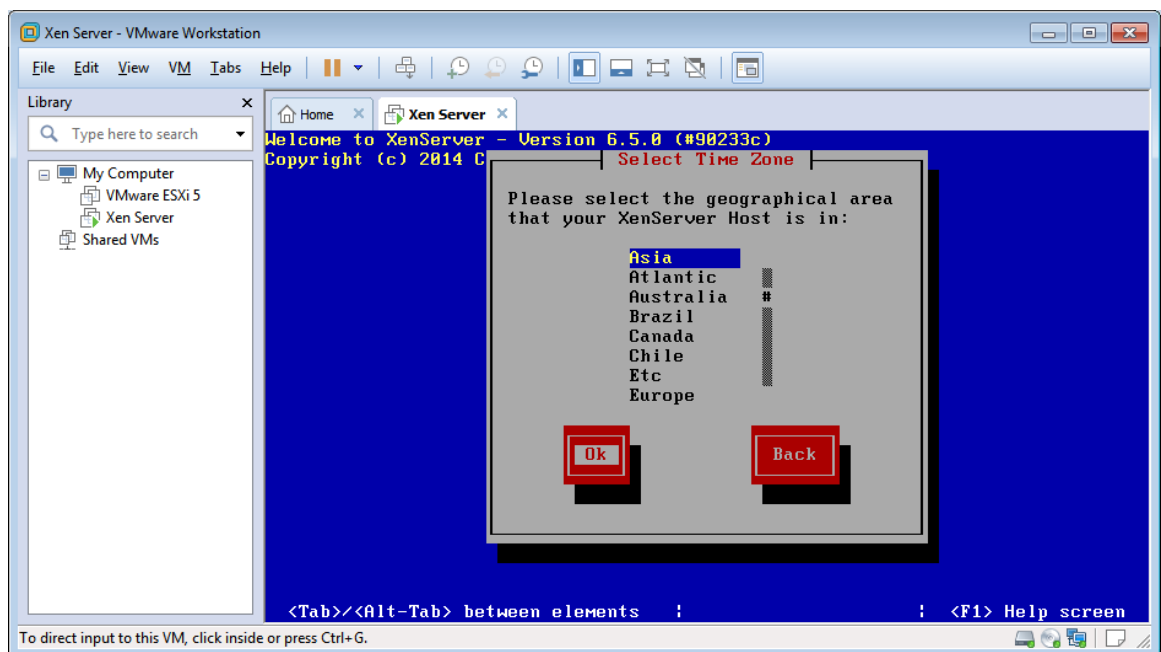 Xen Server - VMware Workstation
File Edit View VM Tabs Help
Library
Type here to search
My Computer
VMware ESXi 5
Xen Server
Shared VMs
Home Xen Server
Welcome to XenServer - Version 6.5.0 (#90233c)
Copyright (c) 2014 C
Select Time Zone
Please select the geographical area
that your XenServer Host is in:
Asia
Atlantic
Australia #
Brazil
Canada
Chile
Etc
Europe
Ok Back
<Tab>/<Alt-Tab> between elements ¦ ¦ <F1> Help screen
To direct input to this VM, click inside or press Ctrl+G.